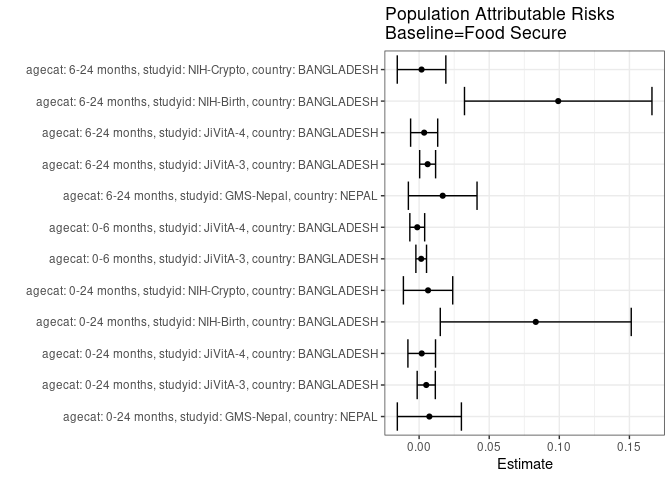 Population Attributable Risks
Baseline=Food Secure
agecat: 6-24 months, studyid: NIH-Crypto, country: BANGLADESH
agecat: 6-24 months, studyid: NIH-Birth, country: BANGLADESH
agecat: 6-24 months, studyid: JiVitA-4, country: BANGLADESH
agecat: 6-24 months, studyid: JiVitA-3, country: BANGLADESH
agecat: 6-24 months, studyid: GMS-Nepal, country: NEPAL
agecat: 0-6 months, studyid: JiVitA-4, country: BANGLADESH
agecat: 0-6 months, studyid: JiVitA-3, country: BANGLADESH
agecat: 0-24 months, studyid: NIH-Crypto, country: BANGLADESH
agecat: 0-24 months, studyid: NIH-Birth, country: BANGLADESH
agecat: 0-24 months, studyid: JiVitA-4, country: BANGLADESH
agecat: 0-24 months, studyid: JiVitA-3, country: BANGLADESH
agecat: 0-24 months, studyid: GMS-Nepal, country: NEPAL
0.00 0.05 0.10 0.15
Estimate